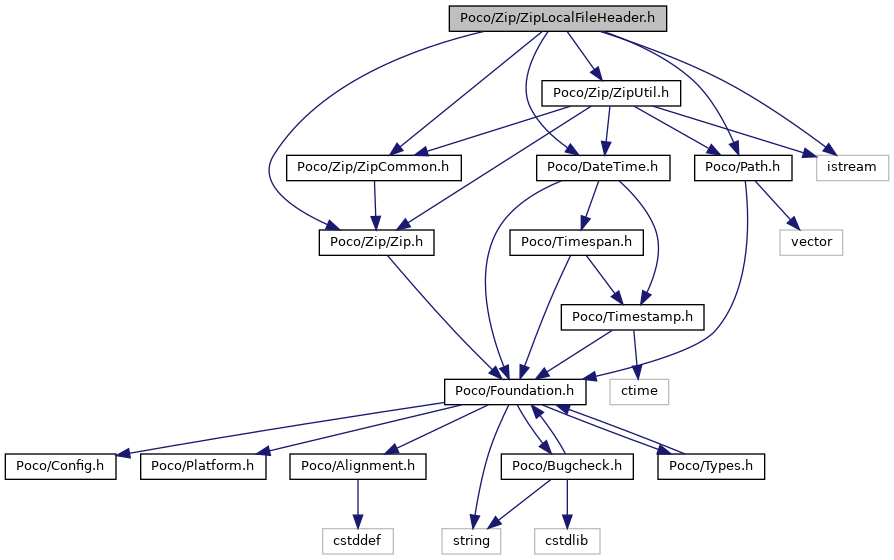 Poco/Zip/ZipLocalFileHeader.h
Poco/Zip/ZipUtil.h
Poco/Zip/ZipCommon.h
Poco/DateTime.h
Poco/Path.h
istream
Poco/Zip/Zip.h
Poco/Timespan.h
vector
Poco/Timestamp.h
Poco/Foundation.h
ctime
Poco/Config.h
Poco/Platform.h
Poco/Alignment.h
Poco/Bugcheck.h
Poco/Types.h
cstddef
string
cstdlib